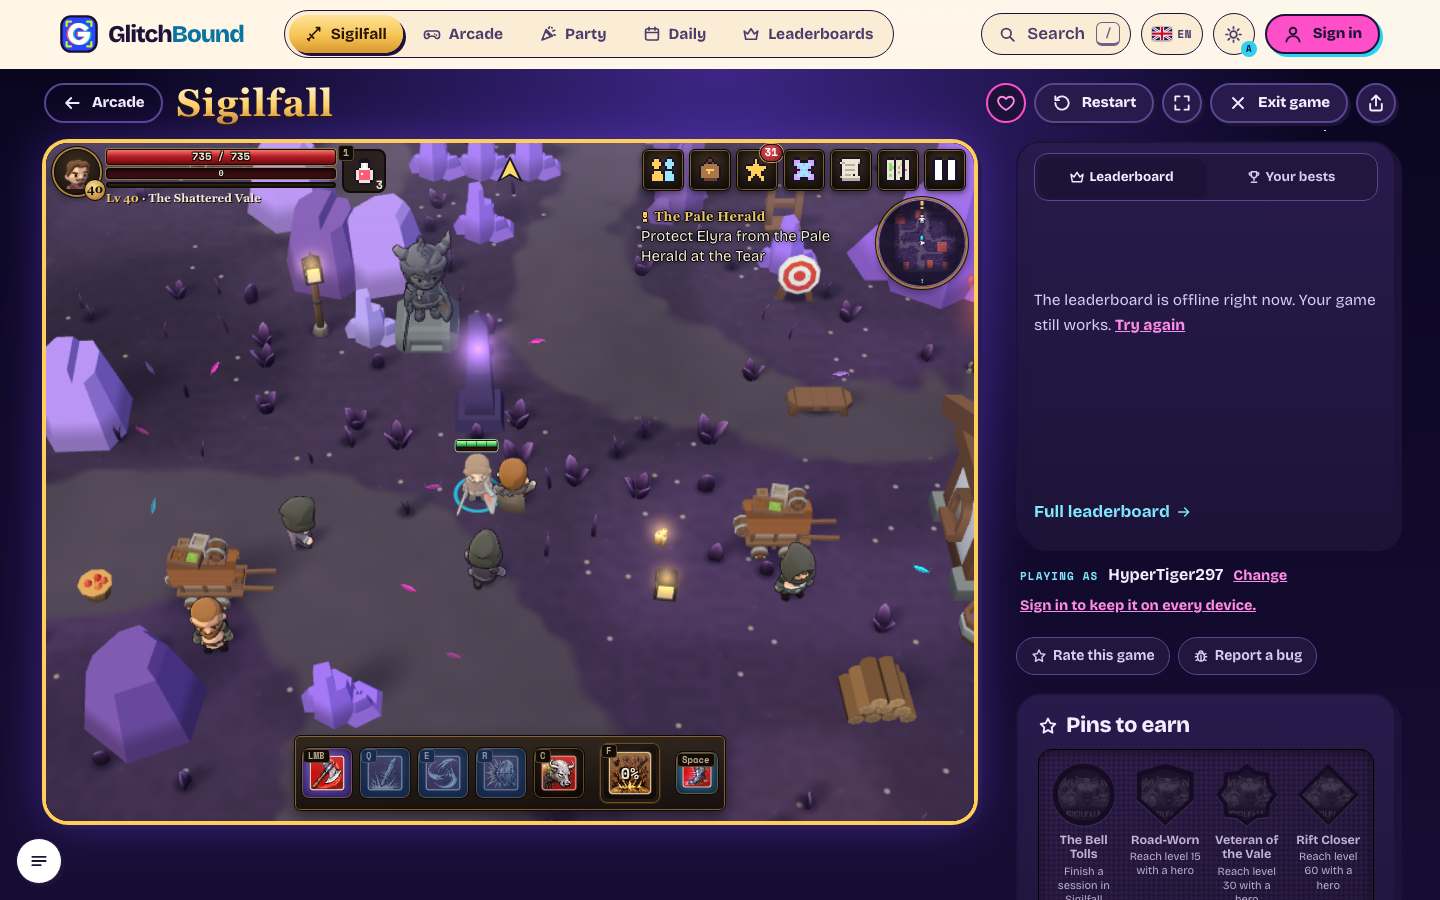 GlitchBound
Sigilfall
Arcade
Party
Daily
Leaderboards
Search /
EN
A
Sign in
Arcade
Sigilfall
Restart
Exit game
735 / 735
0
40
Lv 40 · The Shattered Vale
1
3
31
The Pale Herald
Protect Elyra from the Pale
Herald at the Tear
LMB
Q
E
R
C
F
0%
Space
Leaderboard
Your bests
The leaderboard is offline right now. Your game
still works. Try again
Full leaderboard →
PLAYING AS HyperTiger297 Change
Sign in to keep it on every device.
Rate this game
Report a bug
Pins to earn
The Bell
Tolls
Finish a
session in
Sigilfall
Road-Worn
Reach level 15
with a hero
Veteran of
the Vale
Reach level
30 with a
hero
Rift Closer
Reach level
60 with a
hero